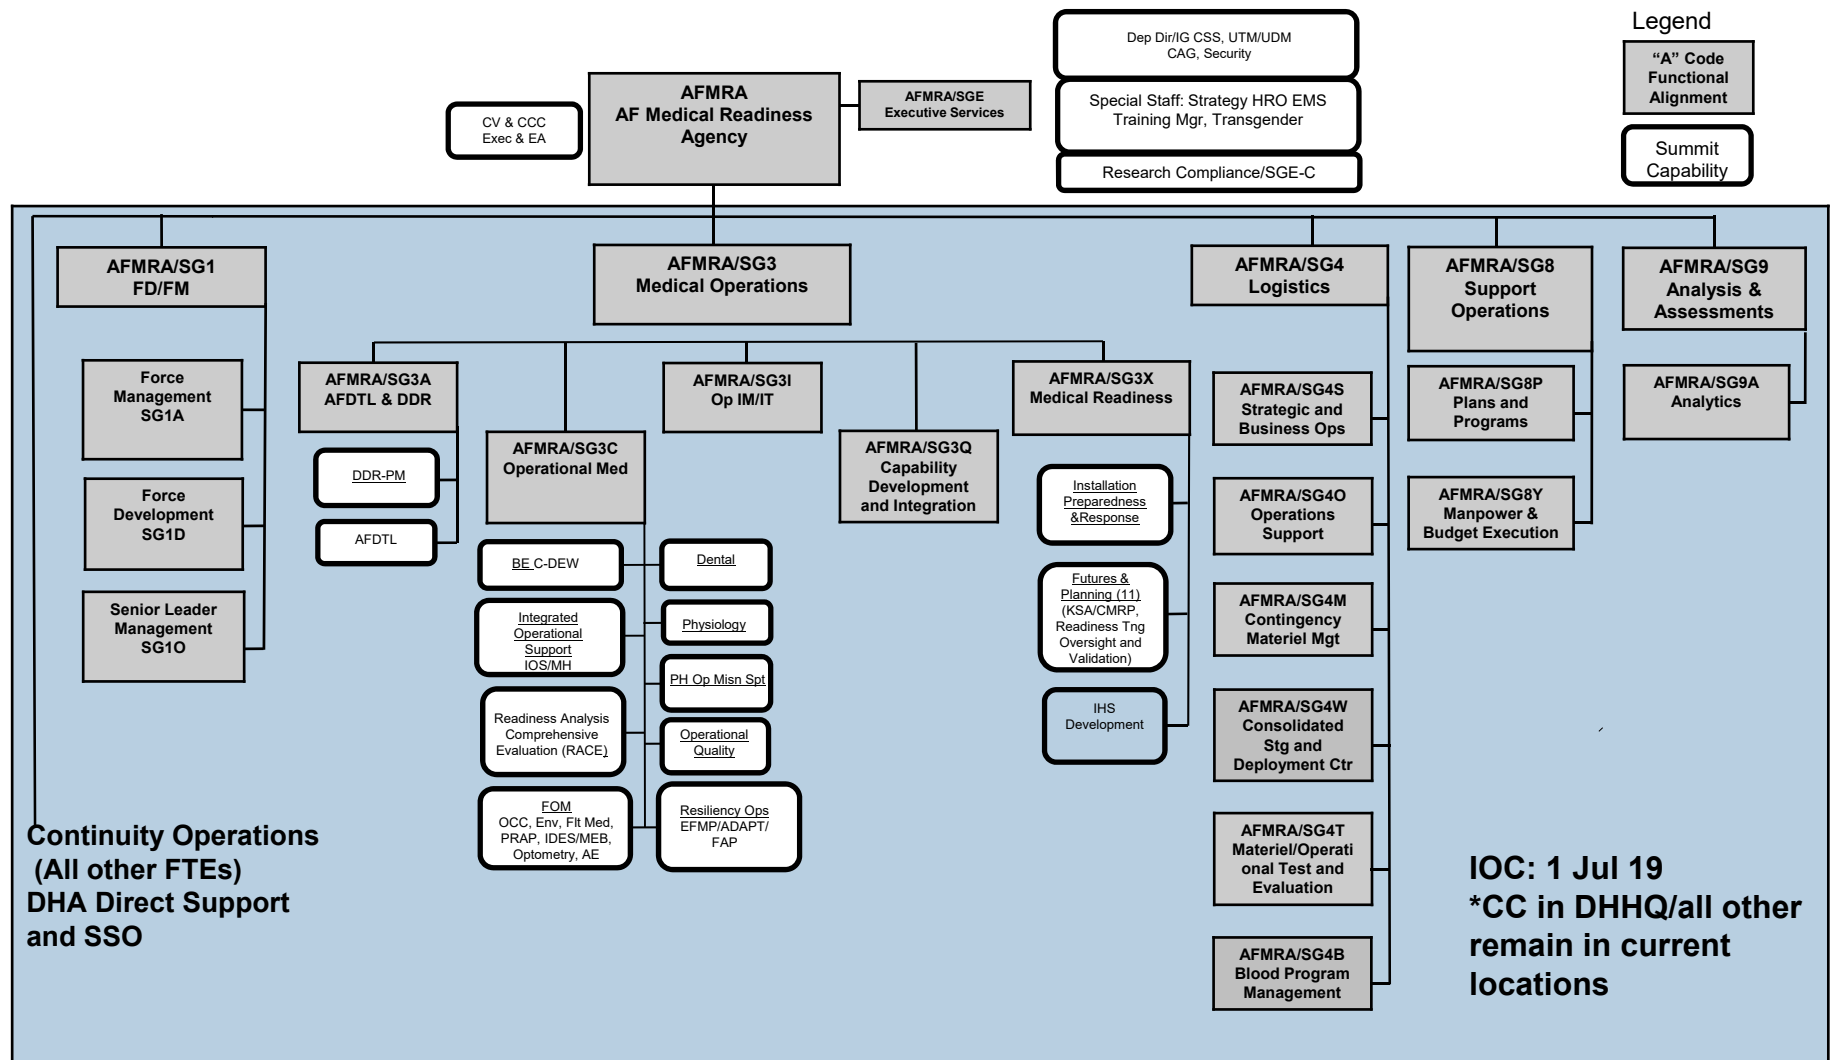 Legend
“A” Code
Functional
Alignment
Summit
Capability
Dep Dir/IG CSS, UTM/UDM
CAG, Security
Special Staff: Strategy HRO EMS
Training Mgr, Transgender
Research Compliance/SGE-C
AFMRA
AF Medical Readiness
Agency
AFMRA/SGE
Executive Services
CV & CCC
Exec & EA
AFMRA/SG1
FD/FM
Force
Management
SG1A
Force
Development
SG1D
Senior Leader
Management
SG1O
AFMRA/SG3
Medical Operations
AFMRA/SG3A
AFDTL & DDR
DDR-PM
AFDTL
AFMRA/SG3C
Operational Med
BE C-DEW
Integrated
Operational
Support
IOS/MH
Readiness Analysis
Comprehensive
Evaluation (RACE)
FOM
OCC, Env, Flt Med,
PRAP, IDES/MEB,
Optometry, AE
Dental
Physiology
PH Op Misn Spt
Operational
Quality
Resiliency Ops
EFMP/ADAPT/
FAP
AFMRA/SG3I
Op IM/IT
AFMRA/SG3Q
Capability
Development
and Integration
AFMRA/SG3X
Medical Readiness
Installation
Preparedness
&Response
Futures &
Planning (11)
(KSA/CMRP,
Readiness Tng
Oversight and
Validation)
IHS
Development
AFMRA/SG4
Logistics
AFMRA/SG4S
Strategic and
Business Ops
AFMRA/SG4O
Operations
Support
AFMRA/SG4M
Contingency
Materiel Mgt
AFMRA/SG4W
Consolidated
Stg and
Deployment Ctr
AFMRA/SG4T
Materiel/Operati
onal Test and
Evaluation
AFMRA/SG4B
Blood Program
Management
AFMRA/SG8
Support
Operations
AFMRA/SG8P
Plans and
Programs
AFMRA/SG8Y
Manpower &
Budget Execution
AFMRA/SG9
Analysis &
Assessments
AFMRA/SG9A
Analytics
Continuity Operations
(All other FTEs)
DHA Direct Support
and SSO
IOC: 1 Jul 19
*CC in DHHQ/all other
remain in current
locations